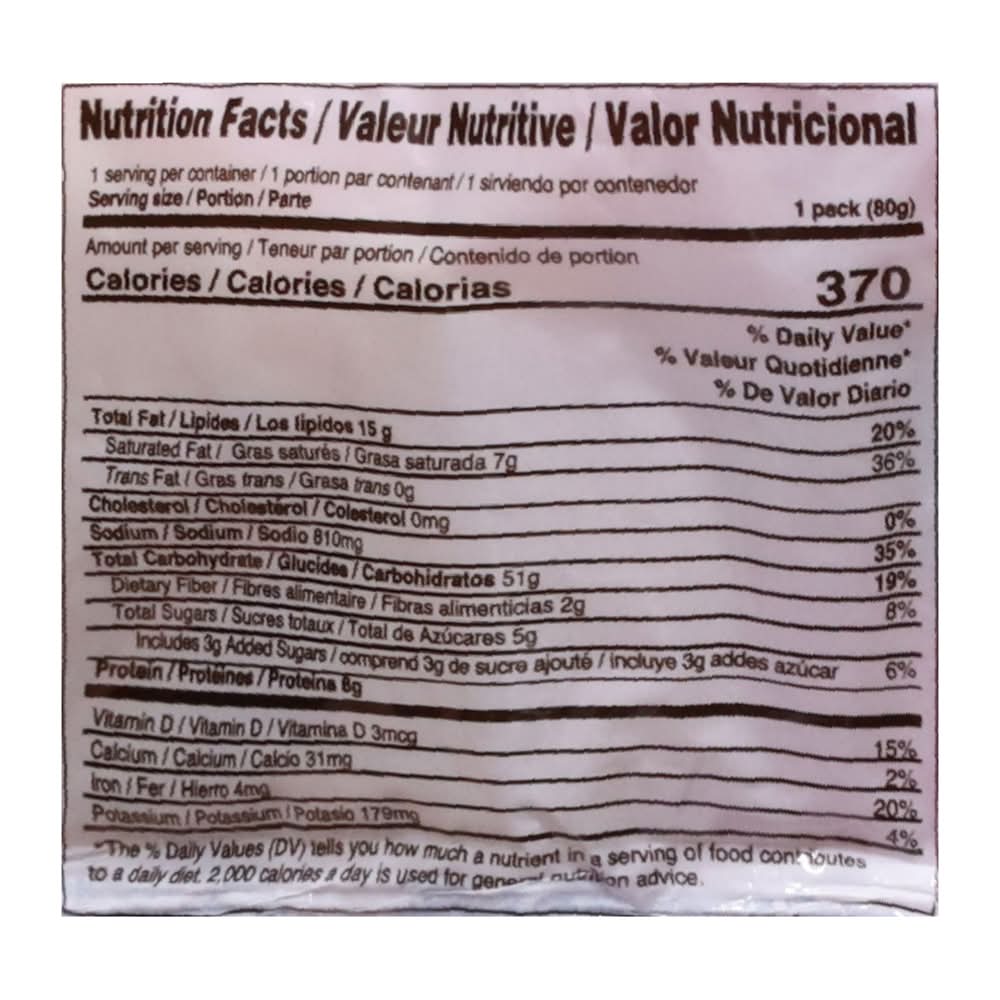 Nutrition Facts / Valeur Nutritive / Valor Nutricional
1 serving per container / 1 portion par contenant / 1 sirviendo por contenedor
Serving size / Portion / Parte 1 pack (80g)
Amount per serving / Teneur par portion / Contenido de portion
Calories / Calories / Calorias 370
% Daily Value*
% Valeur Quotidienne*
% De Valor Diario
Total Fat / Lipides / Los lipidos 15 g 20%
Saturated Fat / Gras saturés / Grasa saturada 7g 36%
Trans Fat / Gras trans / Grasa trans 0g
Cholesterol / Cholestérol / Colesterol 0mg 0%
Sodium / Sodium / Sodio 810mg 35%
Total Carbohydrate / Glucides / Carbohidratos 51g 19%
Dietary Fiber / Fibres alimentaire / Fibras alimenticias 2g 8%
Total Sugars / Sucres totaux / Total de Azúcares 5g
Includes 3g Added Sugars / comprend 3g de sucre ajouté / incluye 3g addes azúcar 6%
Protein / Protéines / Proteína 8g
Vitamin D / Vitamin D / Vitamina D 3mcg 15%
Calcium / Calcium / Calcio 31mg 2%
Iron / Fer / Hierro 4mg 20%
Potassium / Potassium / Potasio 179mg 4%
*The % Daily Values (DV) tells you how much a nutrient in a serving of food contributes
to a daily diet. 2,000 calories a day is used for general nutrition advice.